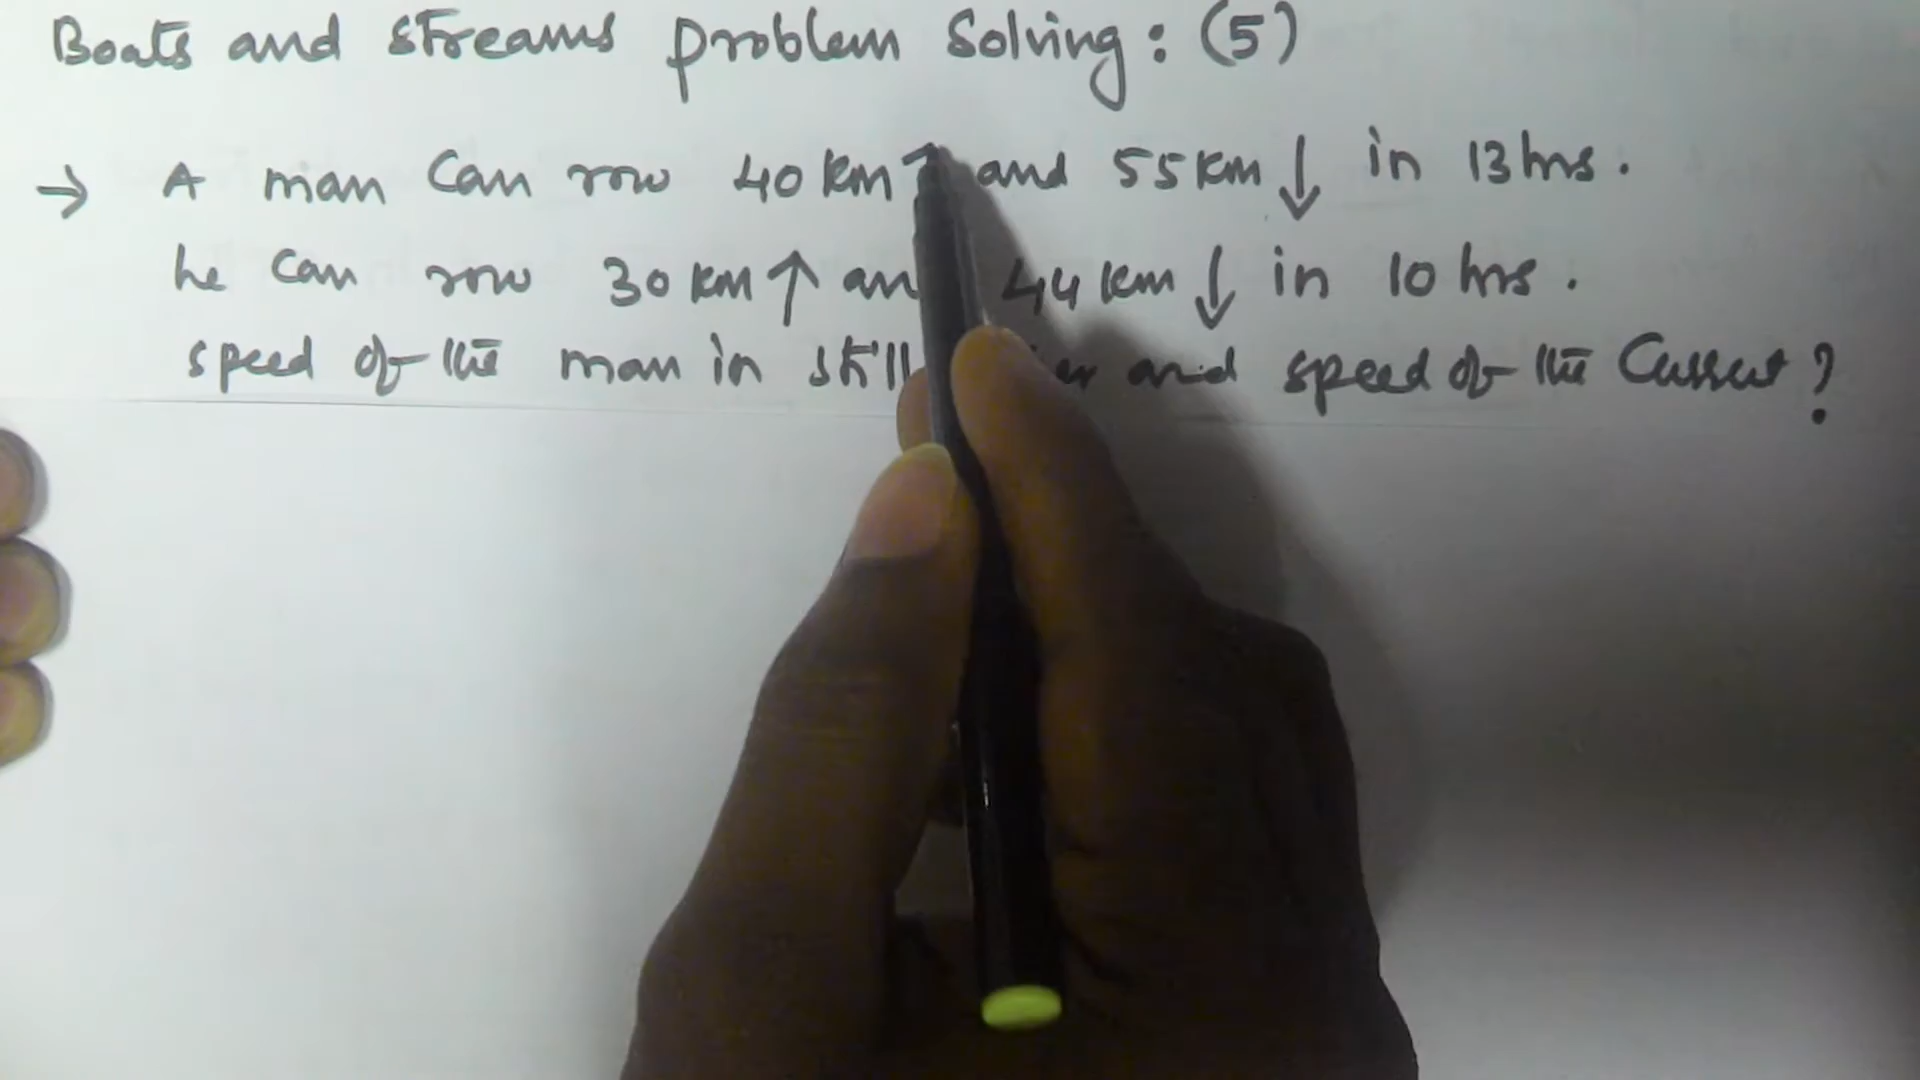 Boats and streams problem solving: (5)
→ A man can row 40 km ↑ and 55 km ↓ in 13 hrs.
he can row 30 km ↑ an 44 km ↓ in 10 hrs.
speed of the man in still and speed of the Current ?